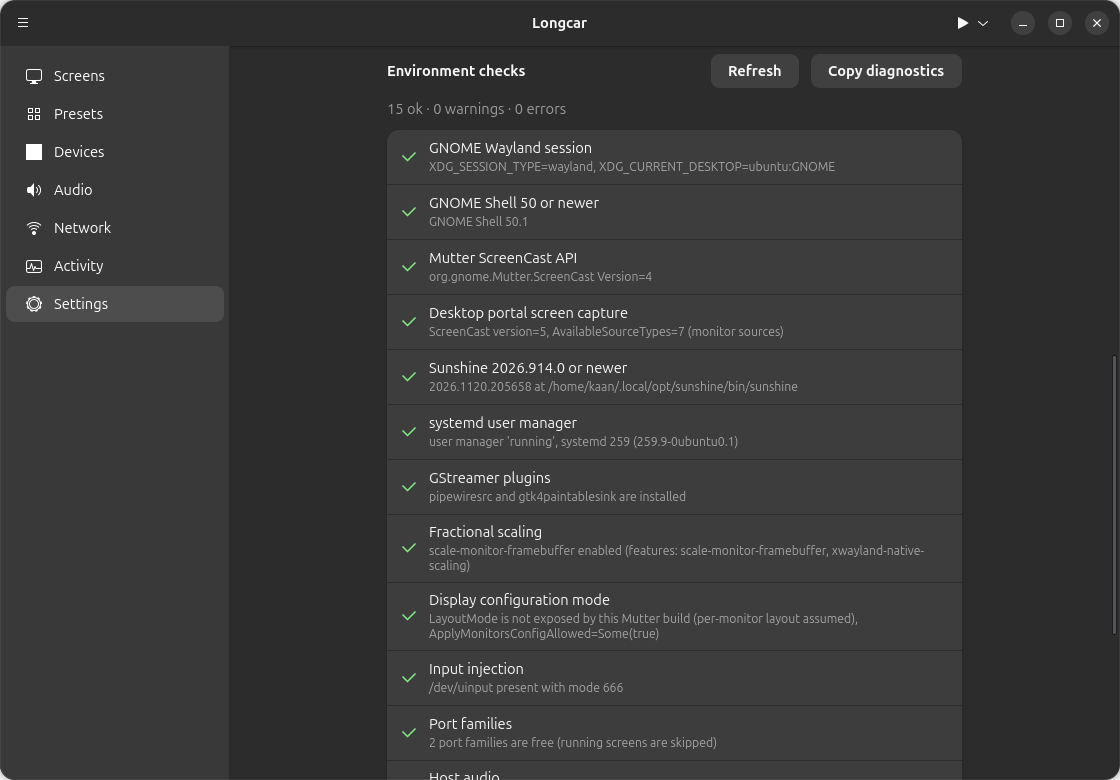 Longcar
Screens
Presets
Devices
Audio
Network
Activity
Settings
Environment checks
Refresh
Copy diagnostics
15 ok · 0 warnings · 0 errors
GNOME Wayland session
XDG_SESSION_TYPE=wayland, XDG_CURRENT_DESKTOP=ubuntu:GNOME
GNOME Shell 50 or newer
GNOME Shell 50.1
Mutter ScreenCast API
org.gnome.Mutter.ScreenCast Version=4
Desktop portal screen capture
ScreenCast version=5, AvailableSourceTypes=7 (monitor sources)
Sunshine 2026.914.0 or newer
2026.1120.205658 at /home/kaan/.local/opt/sunshine/bin/sunshine
systemd user manager
user manager 'running', systemd 259 (259.9-0ubuntu0.1)
GStreamer plugins
pipewiresrc and gtk4paintablesink are installed
Fractional scaling
scale-monitor-framebuffer enabled (features: scale-monitor-framebuffer, xwayland-native-
scaling)
Display configuration mode
LayoutMode is not exposed by this Mutter build (per-monitor layout assumed),
ApplyMonitorsConfigAllowed=Some(true)
Input injection
/dev/uinput present with mode 666
Port families
2 port families are free (running screens are skipped)
Host audio